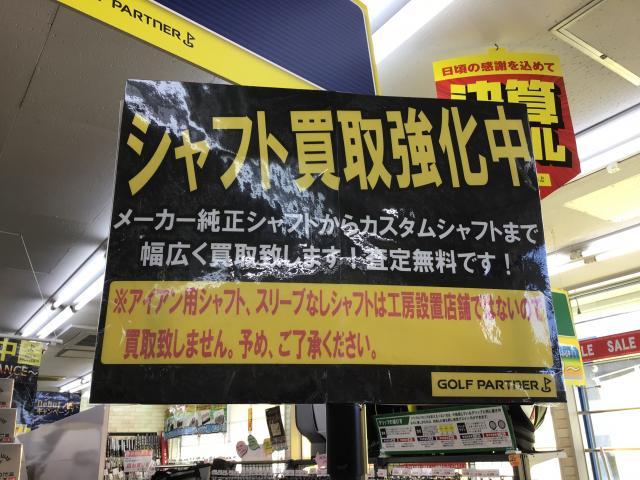 PARTNER
日頃の感謝を込めて
決算
シャフト買取強化中
メーカー純正シャフトからカスタムシャフトまで
幅広く買取致します！査定無料です！
※アイアン用シャフト、スリーブなしシャフトは工房設置店舗ではないので
買取致しません。予め、ご了承ください。
GOLF PARTNER
SALE SALE